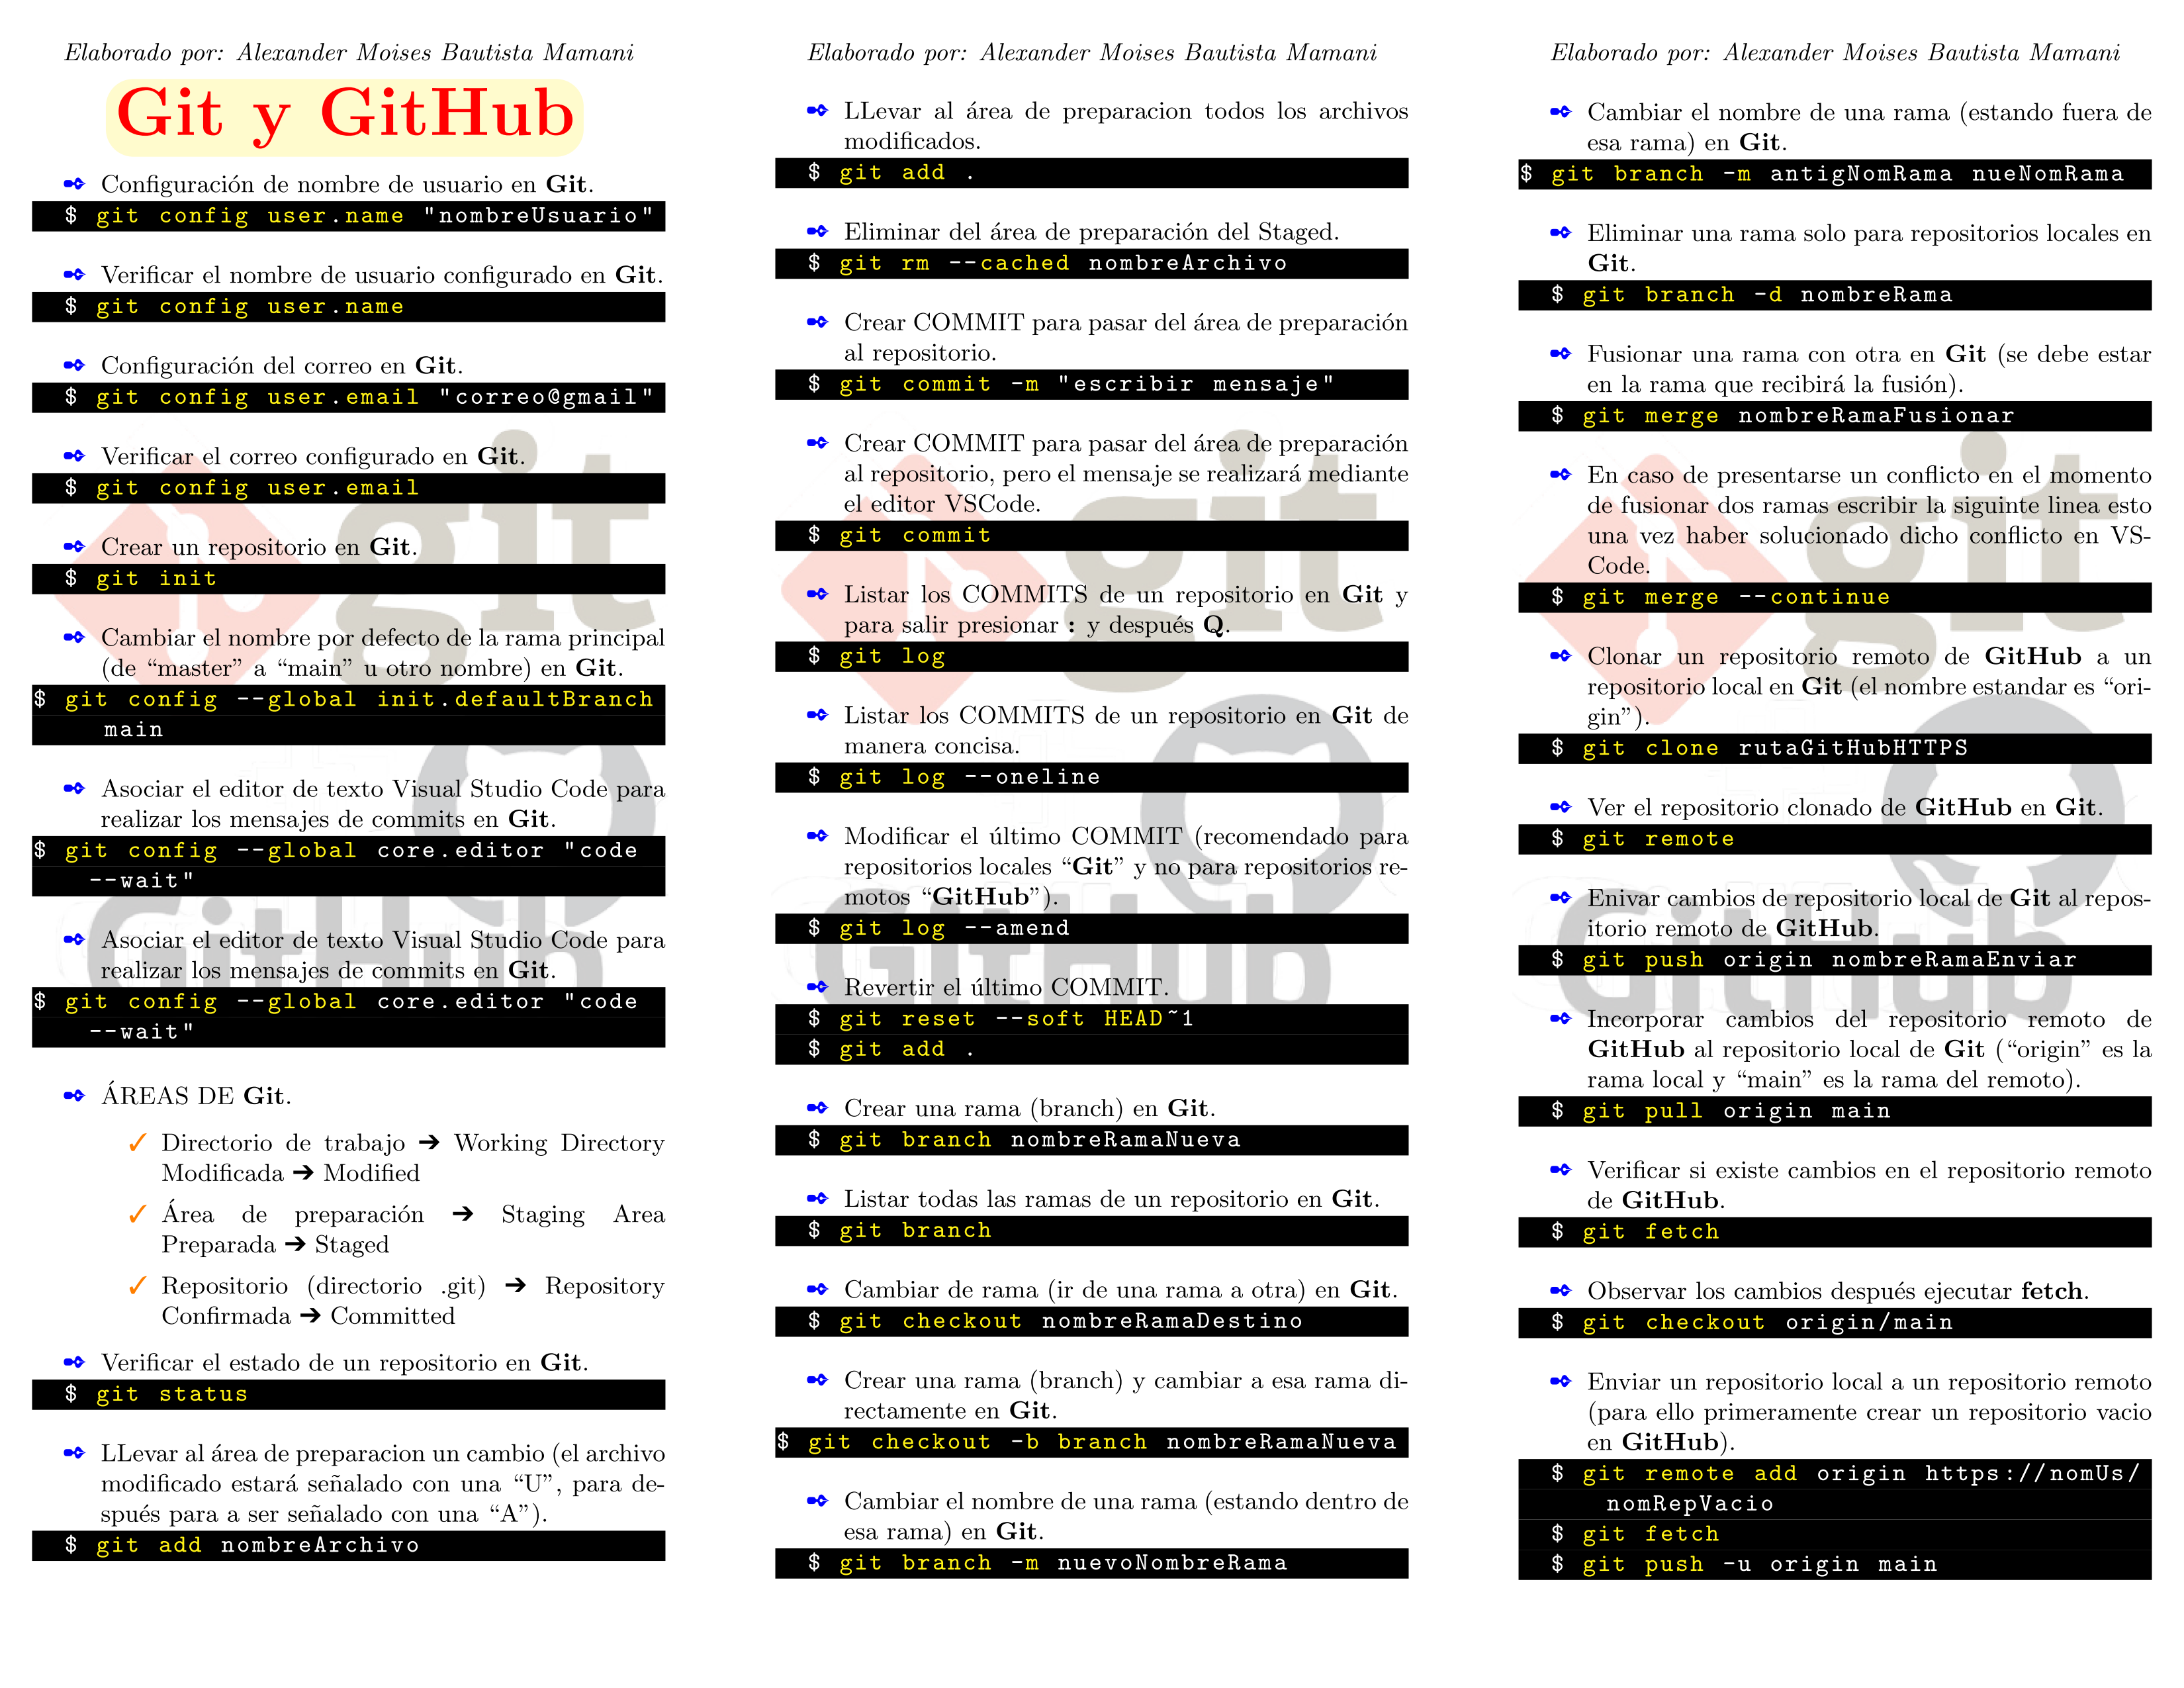 Elaborado por: Alexander Moises Bautista Mamani
Git y GitHub
Configuración de nombre de usuario en Git.
$ git config user.name "nombreUsuario"
Verificar el nombre de usuario configurado en Git.
$ git config user.name
Configuración del correo en Git.
$ git config user.email "correo@gmail"
Verificar el correo configurado en Git.
$ git config user.email
Crear un repositorio en Git.
$ git init
Cambiar el nombre por defecto de la rama principal
(de “master” a “main” u otro nombre) en Git.
$ git config --global init.defaultBranch
main
Asociar el editor de texto Visual Studio Code para
realizar los mensajes de commits en Git.
$ git config --global core.editor "code
--wait"
Asociar el editor de texto Visual Studio Code para
realizar los mensajes de commits en Git.
$ git config --global core.editor "code
--wait"
ÁREAS DE Git.
✓ Directorio de trabajo ➔ Working Directory
Modificada ➔ Modified
✓ Área de preparación ➔ Staging Area
Preparada ➔ Staged
✓ Repositorio (directorio .git) ➔ Repository
Confirmada ➔ Committed
Verificar el estado de un repositorio en Git.
$ git status
LLevar al área de preparacion un cambio (el archivo
modificado estará señalado con una “U”, para de-
spués para a ser señalado con una “A”).
$ git add nombreArchivo
Elaborado por: Alexander Moises Bautista Mamani
LLevar al área de preparacion todos los archivos
modificados.
$ git add .
Eliminar del área de preparación del Staged.
$ git rm --cached nombreArchivo
Crear COMMIT para pasar del área de preparación
al repositorio.
$ git commit -m "escribir mensaje"
Crear COMMIT para pasar del área de preparación
al repositorio, pero el mensaje se realizará mediante
el editor VSCode.
$ git commit
Listar los COMMITS de un repositorio en Git y
para salir presionar : y después Q.
$ git log
Listar los COMMITS de un repositorio en Git de
manera concisa.
$ git log --oneline
Modificar el último COMMIT (recomendado para
repositorios locales “Git” y no para repositorios re-
motos “GitHub”).
$ git log --amend
Revertir el último COMMIT.
$ git reset --soft HEAD~1
$ git add .
Crear una rama (branch) en Git.
$ git branch nombreRamaNueva
Listar todas las ramas de un repositorio en Git.
$ git branch
Cambiar de rama (ir de una rama a otra) en Git.
$ git checkout nombreRamaDestino
Crear una rama (branch) y cambiar a esa rama di-
rectamente en Git.
$ git checkout -b branch nombreRamaNueva
Cambiar el nombre de una rama (estando dentro de
esa rama) en Git.
$ git branch -m nuevoNombreRama
Elaborado por: Alexander Moises Bautista Mamani
Cambiar el nombre de una rama (estando fuera de
esa rama) en Git.
$ git branch -m antigNomRama nueNomRama
Eliminar una rama solo para repositorios locales en
Git.
$ git branch -d nombreRama
Fusionar una rama con otra en Git (se debe estar
en la rama que recibirá la fusión).
$ git merge nombreRamaFusionar
En caso de presentarse un conflicto en el momento
de fusionar dos ramas escribir la siguinte linea esto
una vez haber solucionado dicho conflicto en VS-
Code.
$ git merge --continue
Clonar un repositorio remoto de GitHub a un
repositorio local en Git (el nombre estandar es “ori-
gin”).
$ git clone rutaGitHubHTTPS
Ver el repositorio clonado de GitHub en Git.
$ git remote
Enivar cambios de repositorio local de Git al repos-
itorio remoto de GitHub.
$ git push origin nombreRamaEnviar
Incorporar cambios del repositorio remoto de
GitHub al repositorio local de Git (“origin” es la
rama local y “main” es la rama del remoto).
$ git pull origin main
Verificar si existe cambios en el repositorio remoto
de GitHub.
$ git fetch
Observar los cambios después ejecutar fetch.
$ git checkout origin/main
Enviar un repositorio local a un repositorio remoto
(para ello primeramente crear un repositorio vacio
en GitHub).
$ git remote add origin https://nomUs/
nomRepVacio
$ git fetch
$ git push -u origin main
git
GitHub
git
GitHub
git
GitHub